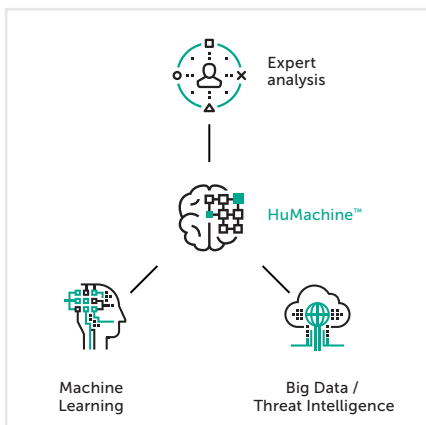 Expert
analysis
HuMachine™
Machine
Learning
Big Data /
Threat Intelligence